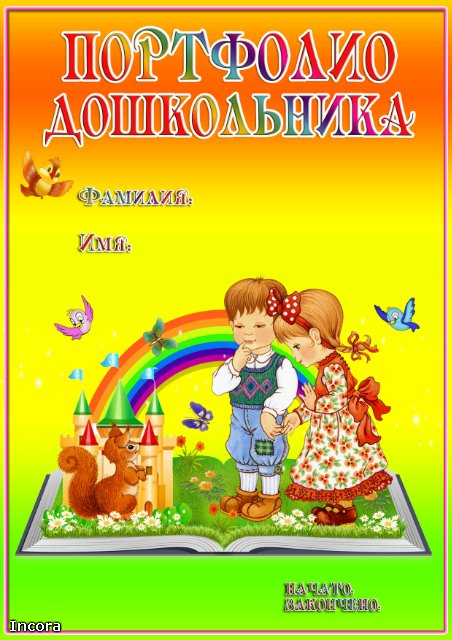 ПОРТФОЛИО
ДОШКОЛЬНИКА
ФАМИЛИЯ:
ИМЯ:
НАЧАТО:
ЗАКОНЧЕНО:
Incora